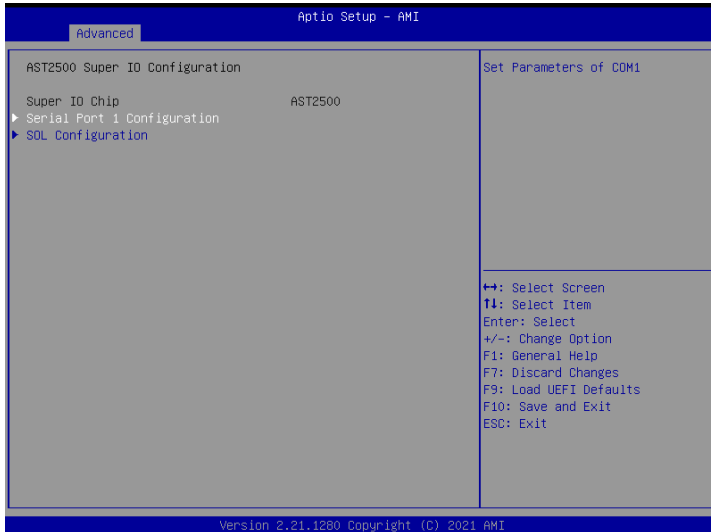 Aptio Setup – AMI
Advanced
AST2500 Super IO Configuration
Super IO Chip AST2500
Serial Port 1 Configuration
SOL Configuration
Set Parameters of COM1
↔: Select Screen
↑↓: Select Item
Enter: Select
+/-: Change Option
F1: General Help
F7: Discard Changes
F9: Load UEFI Defaults
F10: Save and Exit
ESC: Exit
Version 2.21.1280 Copyright (C) 2021 AMI